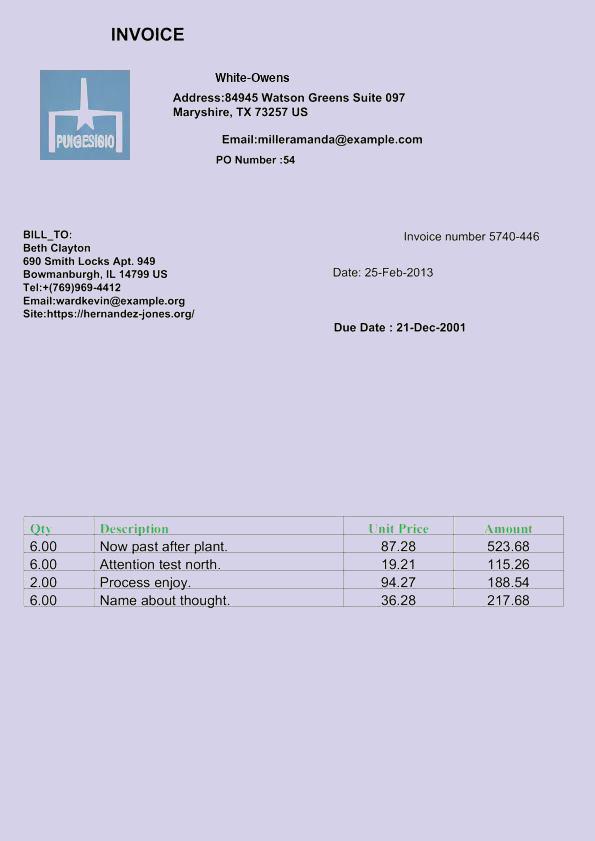 INVOICE
PUIGESIGIO
White-Owens
Address:84945 Watson Greens Suite 097
Maryshire, TX 73257 US
Email:milleramanda@example.com
PO Number :54
BILL_TO:
Beth Clayton
690 Smith Locks Apt. 949
Bowmanburgh, IL 14799 US
Tel:+(769)969-4412
Email:wardkevin@example.org
Site:https://hernandez-jones.org/
Invoice number 5740-446
Date: 25-Feb-2013
Due Date : 21-Dec-2001
Qty Description Unit Price Amount
6.00 Now past after plant. 87.28 523.68
6.00 Attention test north. 19.21 115.26
2.00 Process enjoy. 94.27 188.54
6.00 Name about thought. 36.28 217.68